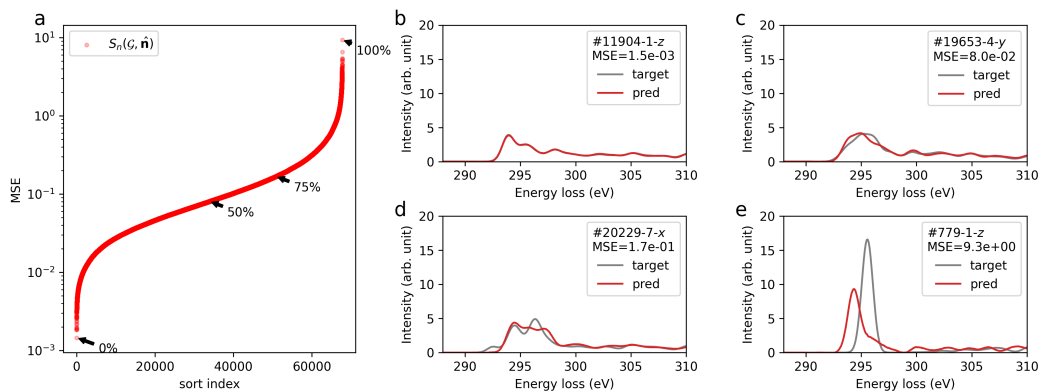 a
MSE
10¹
10⁰
10⁻¹
10⁻²
10⁻³
Sₙ(𝒢, n̂)
100%
75%
50%
0%
0
20000
40000
60000
sort index
b
Intensity (arb. unit)
20
15
10
5
0
#11904-1-z
MSE=1.5e-03
target
pred
290
295
300
305
310
Energy loss (eV)
c
Intensity (arb. unit)
20
15
10
5
0
#19653-4-y
MSE=8.0e-02
target
pred
290
295
300
305
310
Energy loss (eV)
d
Intensity (arb. unit)
20
15
10
5
0
#20229-7-x
MSE=1.7e-01
target
pred
290
295
300
305
310
Energy loss (eV)
e
Intensity (arb. unit)
20
15
10
5
0
#779-1-z
MSE=9.3e+00
target
pred
290
295
300
305
310
Energy loss (eV)